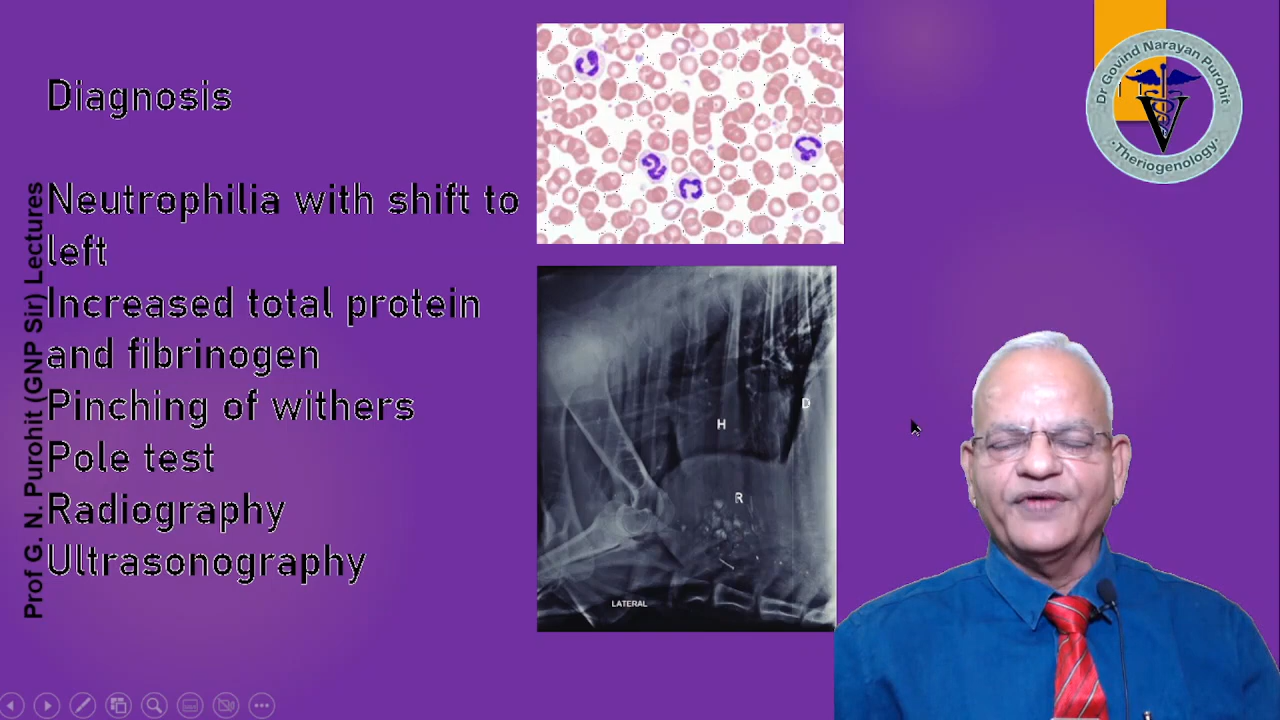 Diagnosis
Neutrophilia with shift to
left
Increased total protein
and fibrinogen
Pinching of withers
Pole test
Radiography
Ultrasonography
Prof G. N. Purohit (GNP Sir) Lectures
H
D
R
LATERAL
Dr Govind Narayan Purohit
V
·Theriogenology·